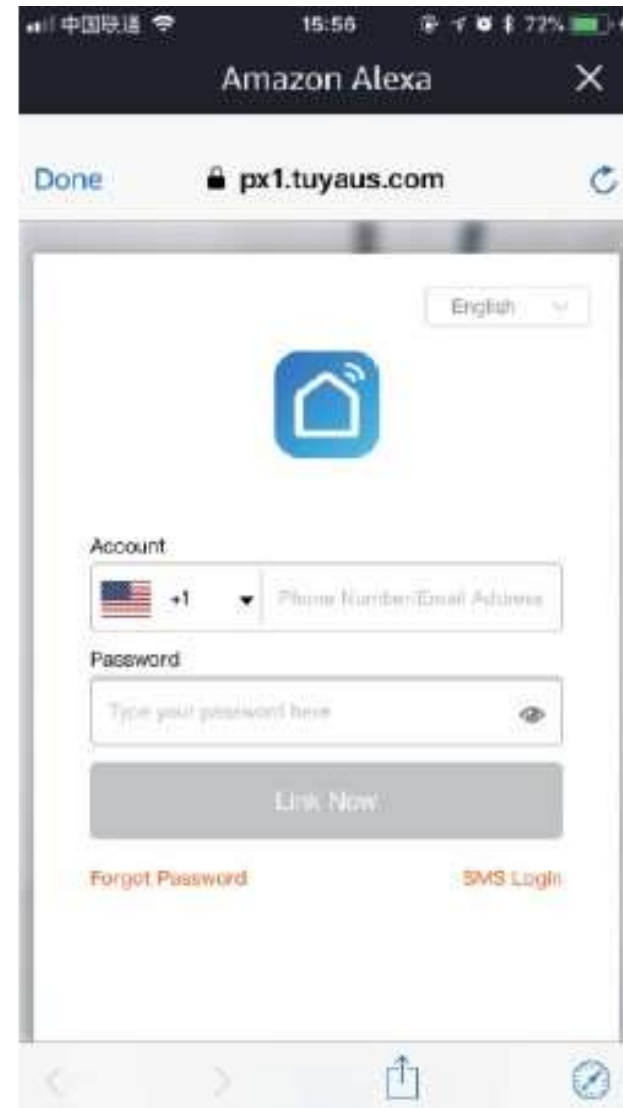 中国联通 15:56 72%
Amazon Alexa
Done px1.tuyaus.com
English
Account
+1 Phone Number/Email Address
Password
Type your password here
Link Now
Forgot Password SMS Login